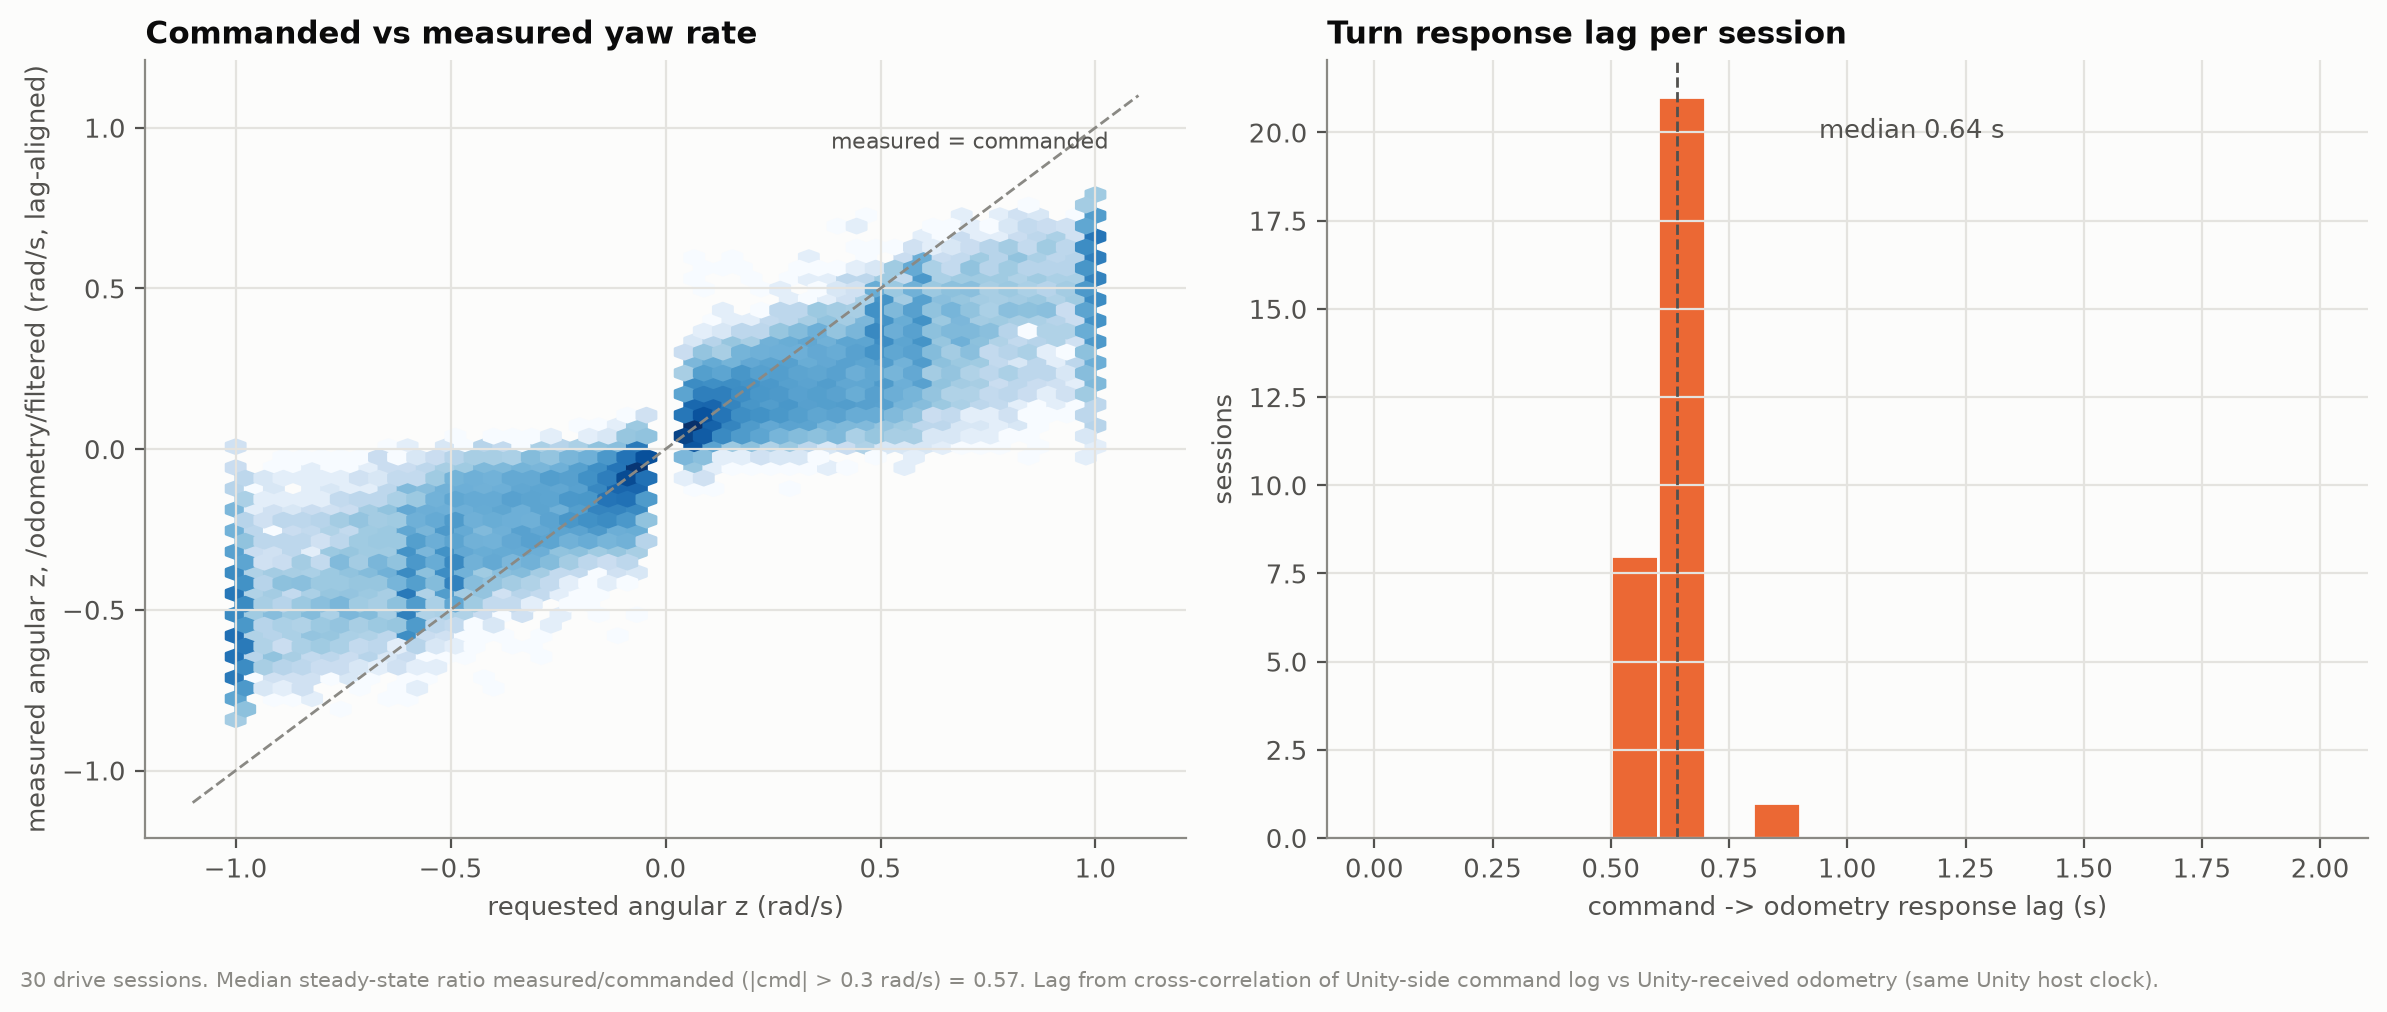 Commanded vs measured yaw rate
measured angular z, /odometry/filtered (rad/s, lag-aligned)
1.0
0.5
0.0
−0.5
−1.0
measured = commanded
−1.0 −0.5 0.0 0.5 1.0
requested angular z (rad/s)
Turn response lag per session
sessions
20.0
17.5
15.0
12.5
10.0
7.5
5.0
2.5
0.0
median 0.64 s
0.00 0.25 0.50 0.75 1.00 1.25 1.50 1.75 2.00
command -> odometry response lag (s)
30 drive sessions. Median steady-state ratio measured/commanded (|cmd| > 0.3 rad/s) = 0.57. Lag from cross-correlation of Unity-side command log vs Unity-received odometry (same Unity host clock).